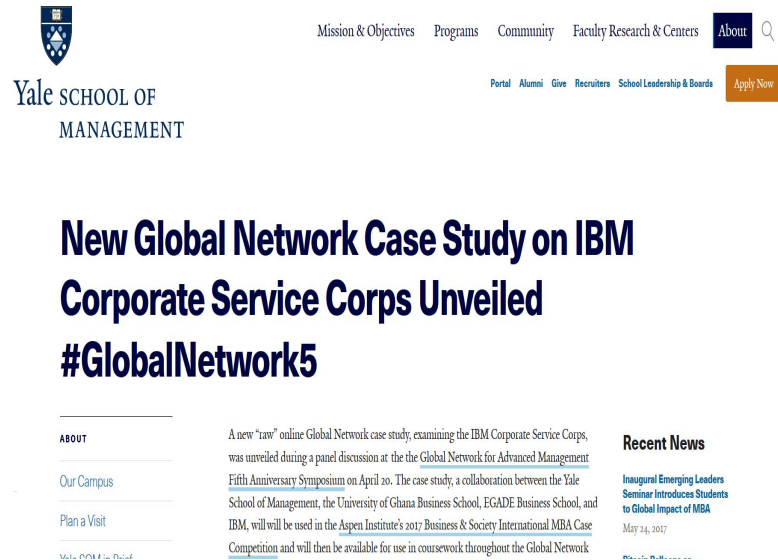 Mission & Objectives Programs Community Faculty Research & Centers About
Portal Alumni Give Recruiters School Leadership & Boards Apply Now
Yale SCHOOL OF
MANAGEMENT
New Global Network Case Study on IBM
Corporate Service Corps Unveiled
#GlobalNetwork5
ABOUT
Our Campus
Plan a Visit
Yale SOM in Brief
A new “raw” online Global Network case study, examining the IBM Corporate Service Corps,
was unveiled during a panel discussion at the the Global Network for Advanced Management
Fifth Anniversary Symposium on April 20. The case study, a collaboration between the Yale
School of Management, the University of Ghana Business School, EGADE Business School, and
IBM, will will be used in the Aspen Institute’s 2017 Business & Society International MBA Case
Competition and will then be available for use in coursework throughout the Global Network
Recent News
Inaugural Emerging Leaders
Seminar Introduces Students
to Global Impact of MBA
May 24, 2017